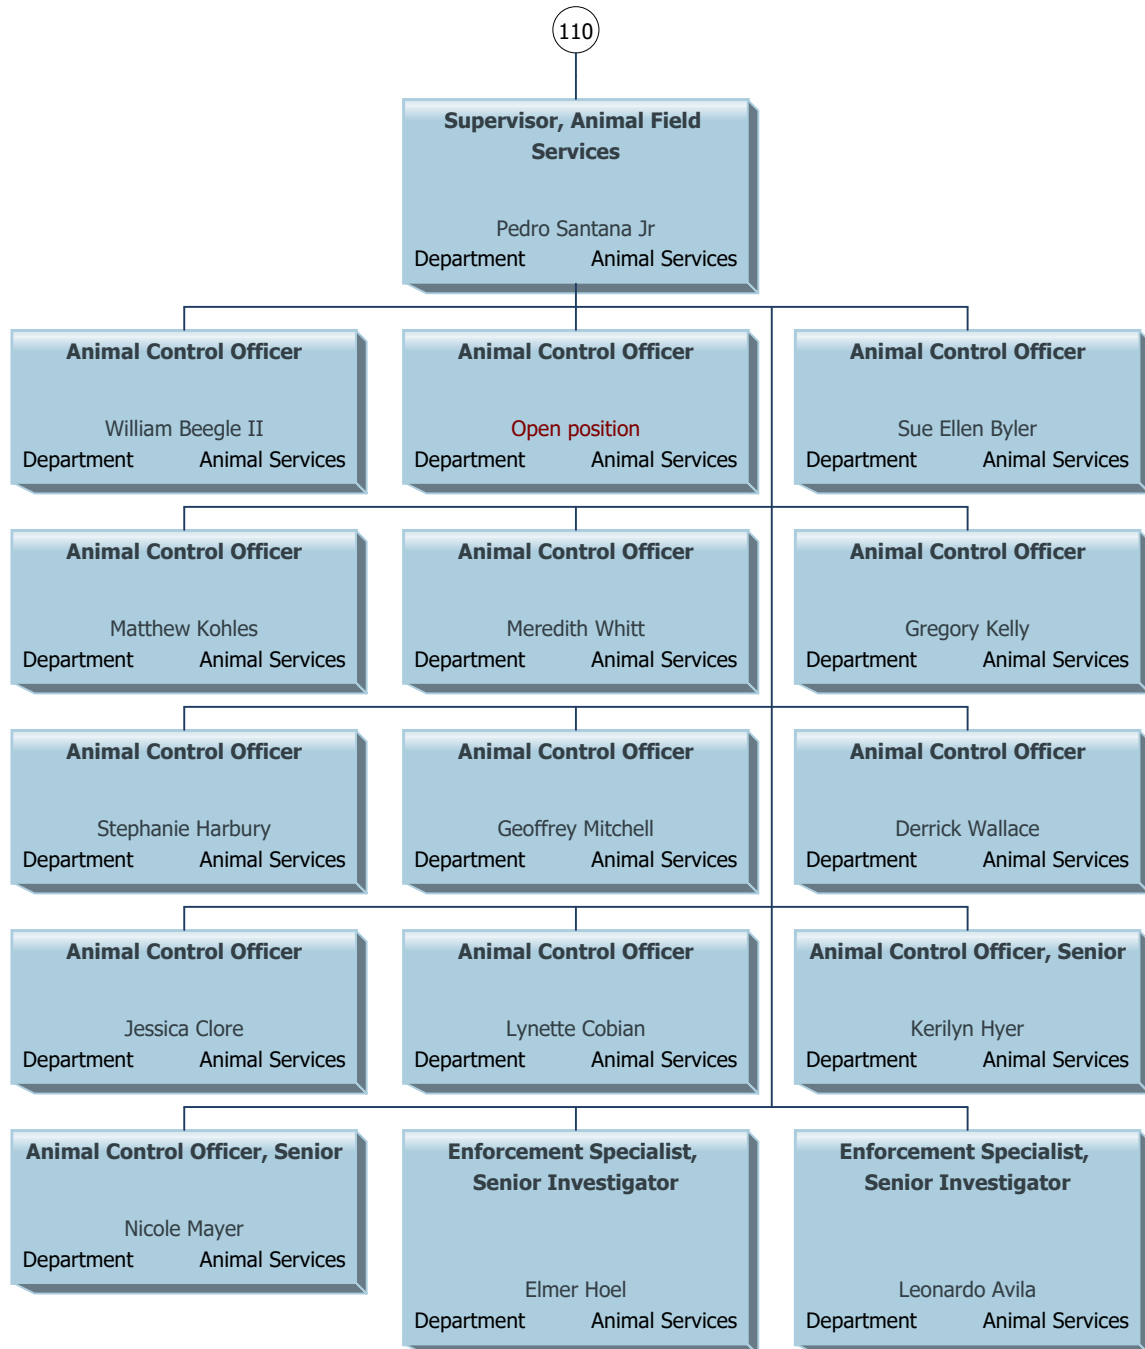 110
Supervisor, Animal Field
Services
Pedro Santana Jr
Department Animal Services
Animal Control Officer
William Beegle II
Department Animal Services
Animal Control Officer
Open position
Department Animal Services
Animal Control Officer
Sue Ellen Byler
Department Animal Services
Animal Control Officer
Matthew Kohles
Department Animal Services
Animal Control Officer
Meredith Whitt
Department Animal Services
Animal Control Officer
Gregory Kelly
Department Animal Services
Animal Control Officer
Stephanie Harbury
Department Animal Services
Animal Control Officer
Geoffrey Mitchell
Department Animal Services
Animal Control Officer
Derrick Wallace
Department Animal Services
Animal Control Officer
Jessica Clore
Department Animal Services
Animal Control Officer
Lynette Cobian
Department Animal Services
Animal Control Officer, Senior
Kerilyn Hyer
Department Animal Services
Animal Control Officer, Senior
Nicole Mayer
Department Animal Services
Enforcement Specialist,
Senior Investigator
Elmer Hoel
Department Animal Services
Enforcement Specialist,
Senior Investigator
Leonardo Avila
Department Animal Services